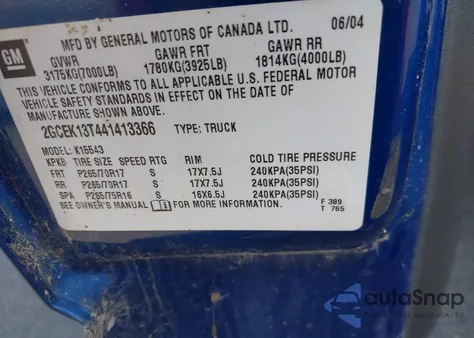 GM
MFD BY GENERAL MOTORS OF CANADA LTD. 06/04
GVWR GAWR FRT GAWR RR
3175KG(7000LB) 1780KG(3925LB) 1814KG(4000LB)
THIS VEHICLE CONFORMS TO ALL APPLICABLE U.S. FEDERAL MOTOR
VEHICLE SAFETY STANDARDS IN EFFECT ON THE DATE OF
MANUFACTURE SHOWN ABOVE.
2GCEK13T441413366 TYPE: TRUCK
MODEL: K15543
KPKB TIRE SIZE SPEED RTG RIM COLD TIRE PRESSURE
FRT P265/70R17 S 17X7.5J 240KPA(35PSI)
RR P265/70R17 S 17X7.5J 240KPA(35PSI)
SPA P265/75R16 S 16X6.5J 240KPA(35PSI)
SEE OWNER'S MANUAL FOR MORE INFORMATION. F 389
T 765
autoSnap